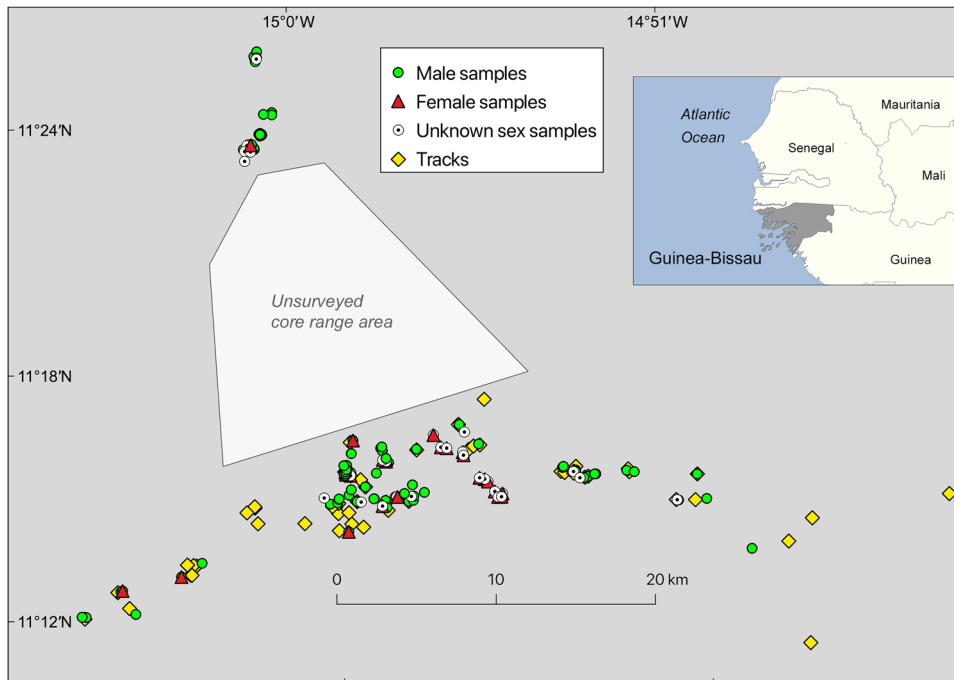 15°0′W
14°51′W
Male samples
Female samples
Unknown sex samples
Tracks
Atlantic
Ocean
Mauritania
Senegal
Mali
Guinea-Bissau
Guinea
11°24′N
Unsurveyed
core range area
11°18′N
0
10
20 km
11°12′N